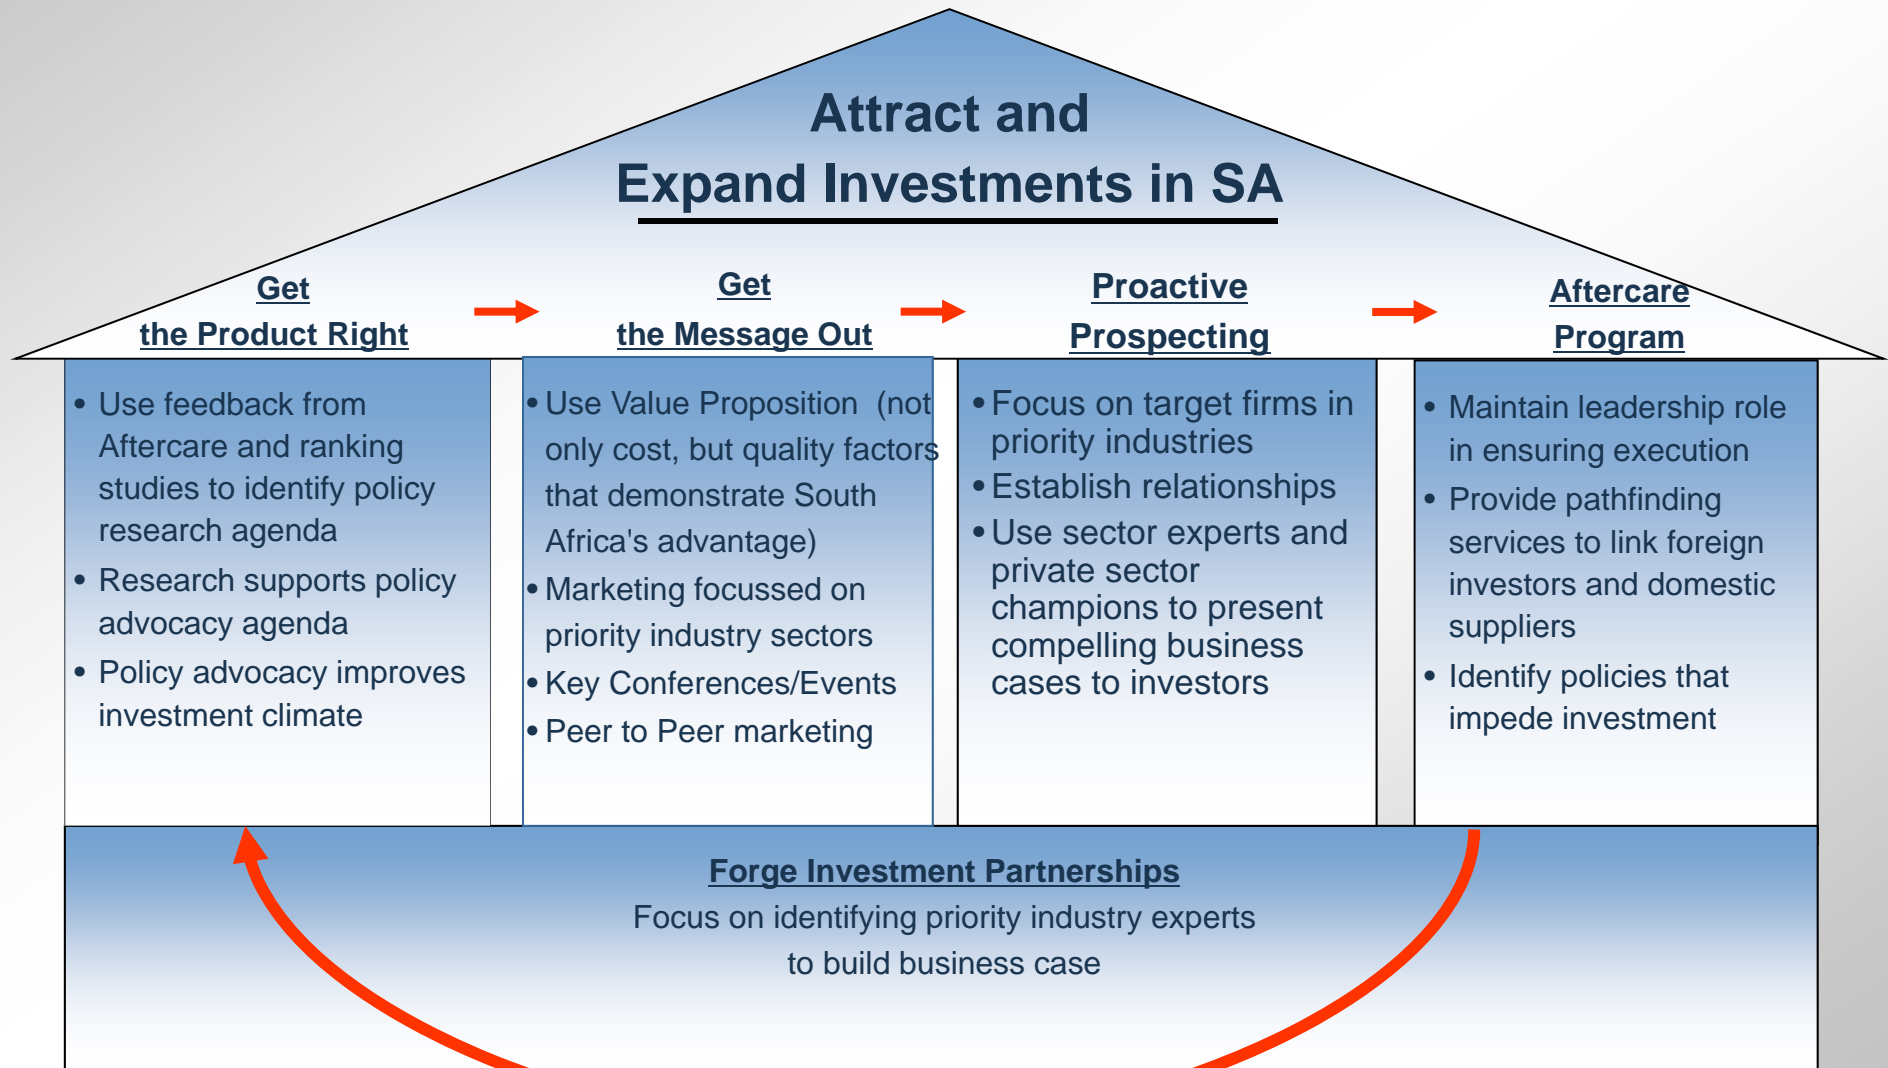 Attract and
Expand Investments in SA
Get
the Product Right
Get
the Message Out
Proactive
Prospecting
Aftercare
Program
• Use feedback from
Aftercare and ranking
studies to identify policy
research agenda
• Research supports policy
advocacy agenda
• Policy advocacy improves
investment climate
• Use Value Proposition (not
only cost, but quality factors
that demonstrate South
Africa's advantage)
• Marketing focussed on
priority industry sectors
• Key Conferences/Events
• Peer to Peer marketing
• Focus on target firms in
priority industries
• Establish relationships
• Use sector experts and
private sector
champions to present
compelling business
cases to investors
• Maintain leadership role
in ensuring execution
• Provide pathfinding
services to link foreign
investors and domestic
suppliers
• Identify policies that
impede investment
Forge Investment Partnerships
Focus on identifying priority industry experts
to build business case